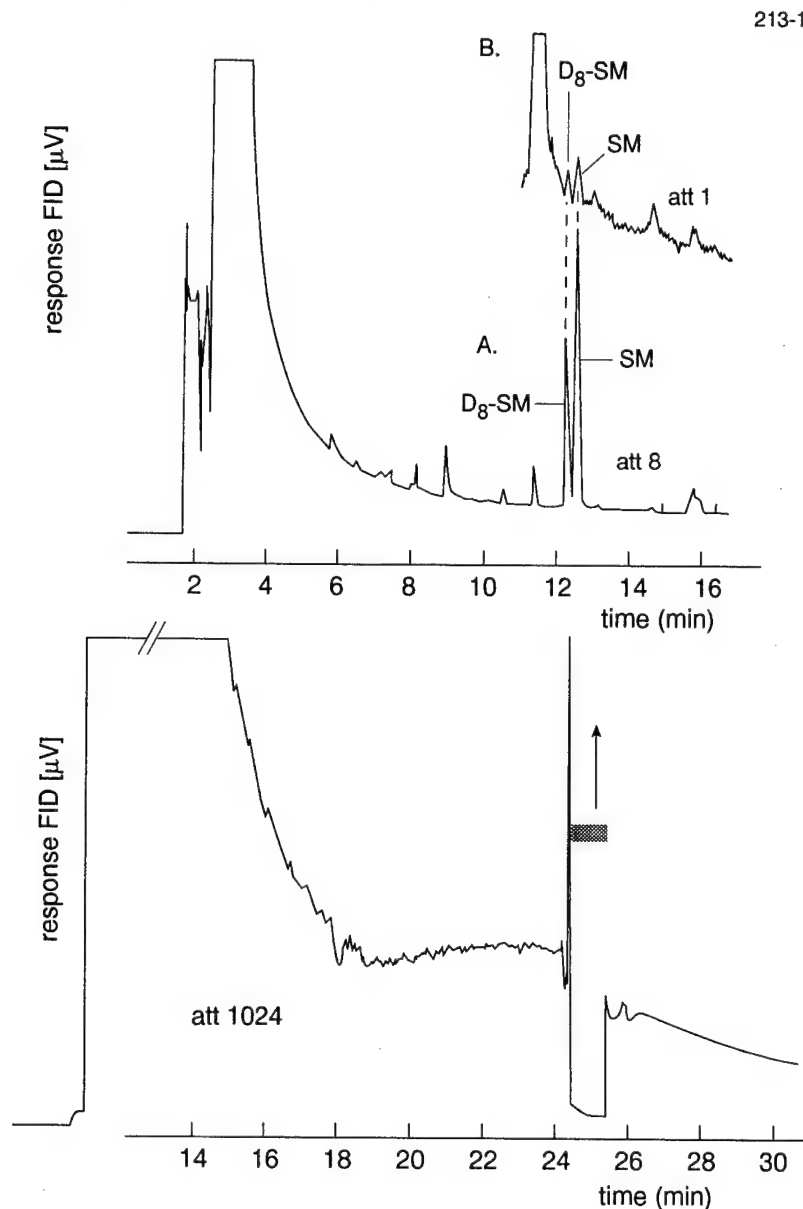 213-1
B.
D8-SM
SM
att 1
response FID [µV]
A.
SM
D8-SM
att 8
2 4 6 8 10 12 14 16
time (min)
response FID [µV]
att 1024
14 16 18 20 22 24 26 28 30
time (min)